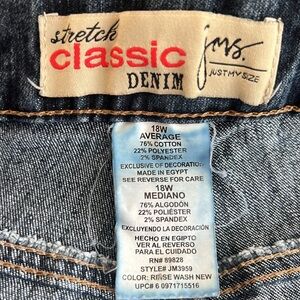 stretch
classic
DENIM
jms.
JUST MY SIZE
18W
AVERAGE
76% COTTON
22% POLYESTER
2% SPANDEX
EXCLUSIVE OF DECORATION
MADE IN EGYPT
SEE REVERSE FOR CARE
18W
MEDIANO
76% ALGODÓN
22% POLIÉSTER
2% SPANDEX
EXCLUYENDO LA DECORACIÓN
HECHO EN EGIPTO
VER AL REVERSO
EL CUIDADO
RN# 89828
STYLE# JM3959
COLOR: RINSE WASH NEW
UPC# 6 0971715516